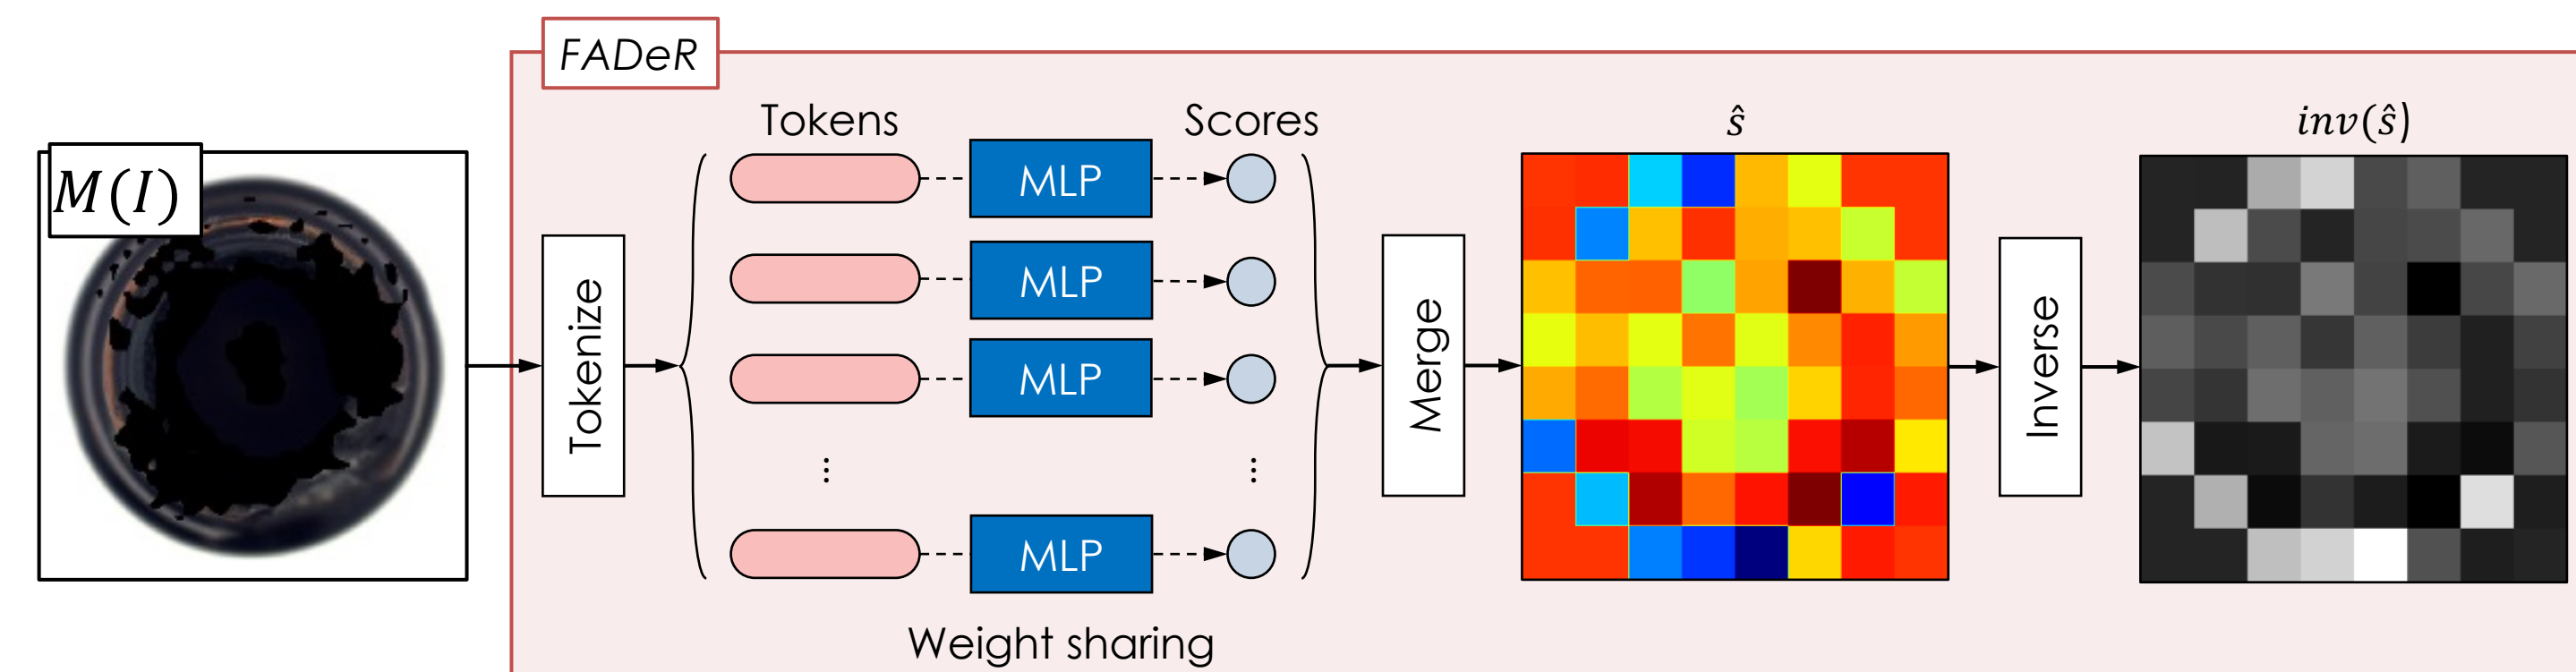 FADeR
M(I)
Tokenize
Tokens
Scores
MLP
MLP
MLP
⋮
⋮
MLP
Weight sharing
Merge
ŝ
Inverse
inv(ŝ)